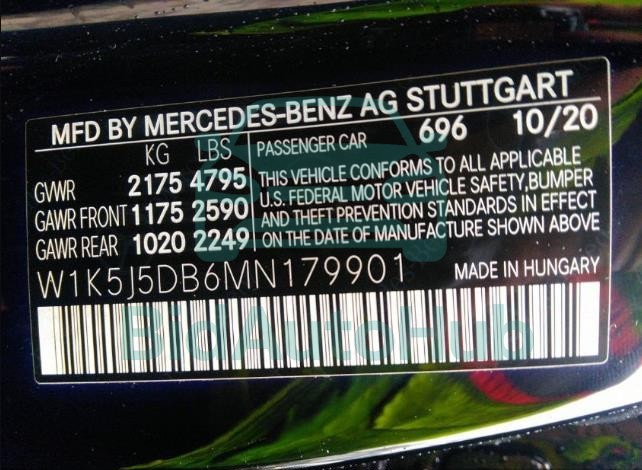 MFD BY MERCEDES-BENZ AG STUTTGART
KG LBS PASSENGER CAR 696 10/20
GVWR 2175 4795 THIS VEHICLE CONFORMS TO ALL APPLICABLE
U.S. FEDERAL MOTOR VEHICLE SAFETY,BUMPER
GAWR FRONT 1175 2590 AND THEFT PREVENTION STANDARDS IN EFFECT
GAWR REAR 1020 2249 ON THE DATE OF MANUFACTURE SHOWN ABOVE
W1K5J5DB6MN179901 MADE IN HUNGARY
BidAutoHub